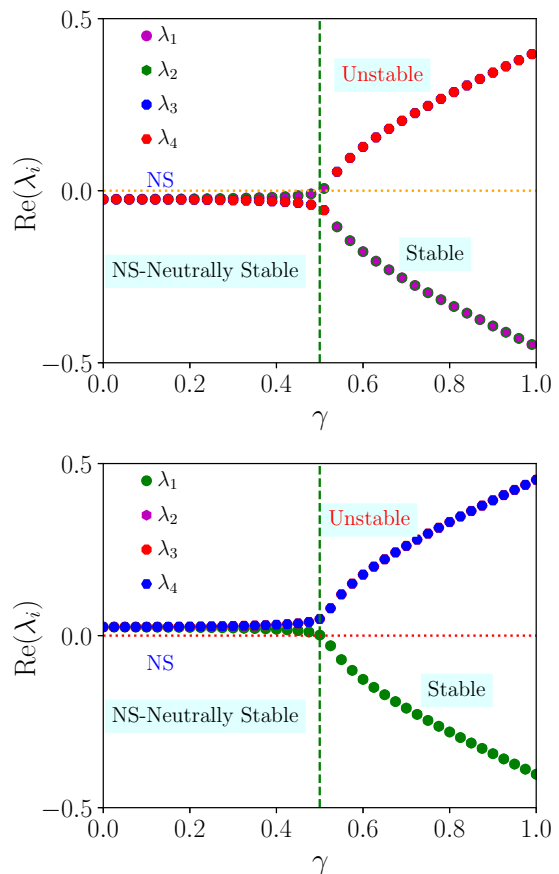 0.5
λ₁
λ₂
λ₃
λ₄
Unstable
Re(λᵢ)
NS
0.0
NS-Neutrally Stable
Stable
−0.5
0.0 0.2 0.4 0.6 0.8 1.0
γ
0.5
λ₁
λ₂
λ₃
λ₄
Unstable
Re(λᵢ)
0.0
NS
NS-Neutrally Stable
Stable
−0.5
0.0 0.2 0.4 0.6 0.8 1.0
γ